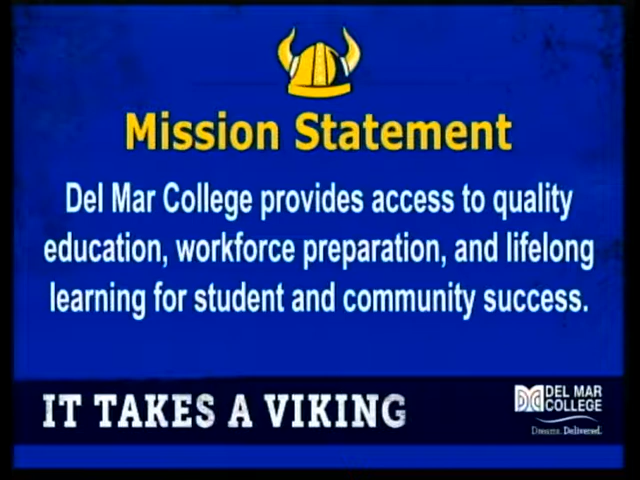 Mission Statement
Del Mar College provides access to quality
education, workforce preparation, and lifelong
learning for student and community success.
IT TAKES A VIKING
DEL MAR
COLLEGE
Dreams. Delivered.